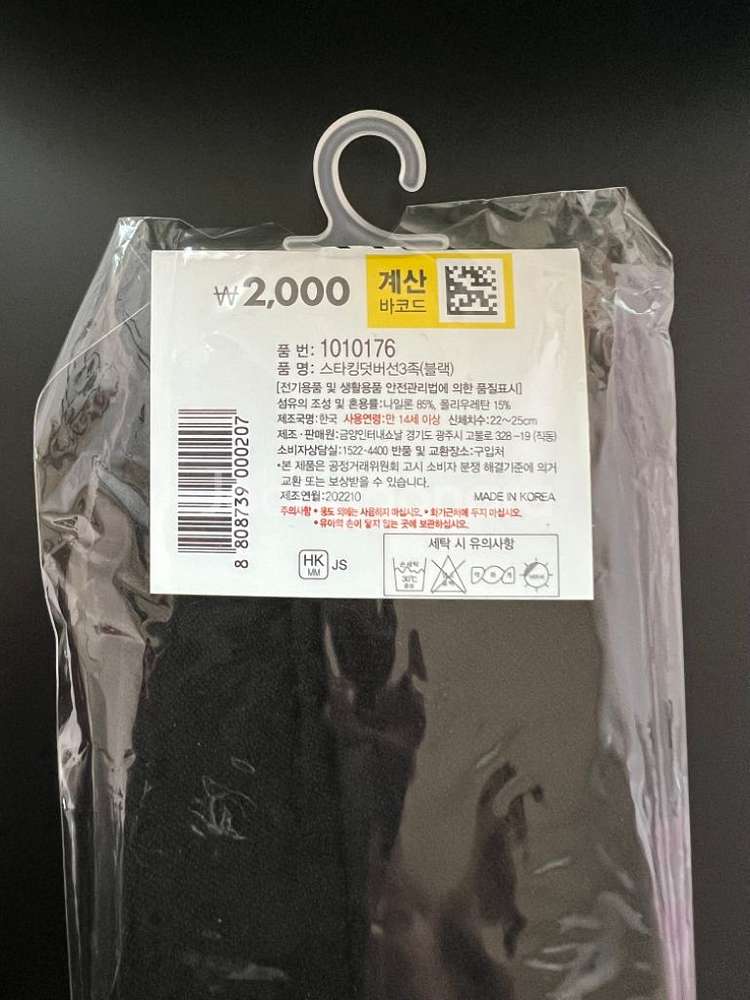 ₩2,000
계산
바코드
품 번: 1010176
품 명: 스타킹덧버선3족(블랙)
[전기용품 및 생활용품 안전관리법에 의한 품질표시]
섬유의 조성 및 혼용률:나일론 85%, 폴리우레탄 15%
제조국명:한국 사용연령:만 14세 이상 신체치수:22~25cm
제조·판매원:금양인터내쇼날 경기도 광주시 고불로 328-19 (직동)
소비자상담실:1522-4400 반품 및 교환장소:구입처
•본 제품은 공정거래위원회 고시 소비자 분쟁 해결기준에 의거
교환 또는 보상받을 수 있습니다.
제조연월:202210 MADE IN KOREA
주의사항 • 용도 외에는 사용하지 마십시오. • 화기근처에 두지 마십시오.
• 유아의 손이 닿지 않는 곳에 보관하십시오.
8 808739 000207
HK
MM
JS
세탁 시 유의사항
손세탁
30℃
중성